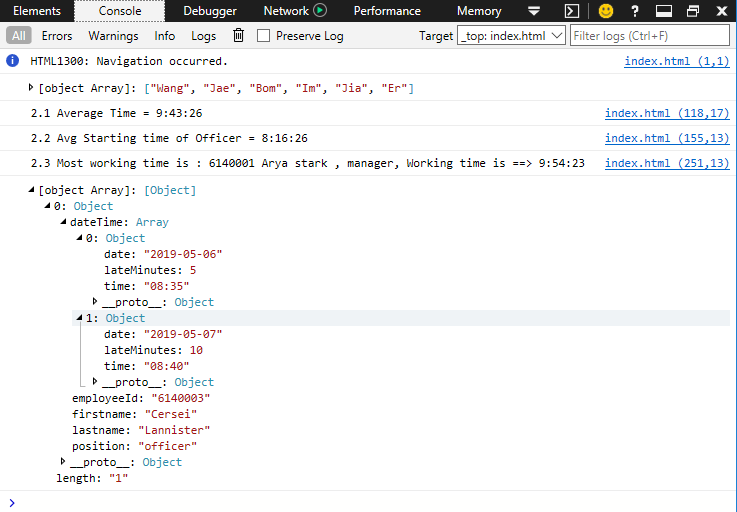 Elements Console Debugger Network Performance Memory ?
All Errors Warnings Info Logs Preserve Log Target _top: index.html Filter logs (Ctrl+F)
HTML1300: Navigation occurred. index.html (1,1)
[object Array]: ["Wang", "Jae", "Bom", "Im", "Jia", "Er"]
2.1 Average Time = 9:43:26 index.html (118,17)
2.2 Avg Starting time of Officer = 8:16:26 index.html (155,13)
2.3 Most working time is : 6140001 Arya stark , manager, Working time is ==> 9:54:23 index.html (251,13)
[object Array]: [Object]
0: Object
dateTime: Array
0: Object
date: "2019-05-06"
lateMinutes: 5
time: "08:35"
__proto__: Object
1: Object
date: "2019-05-07"
lateMinutes: 10
time: "08:40"
__proto__: Object
employeeId: "6140003"
firstname: "Cersei"
lastname: "Lannister"
position: "officer"
__proto__: Object
length: "1"
>